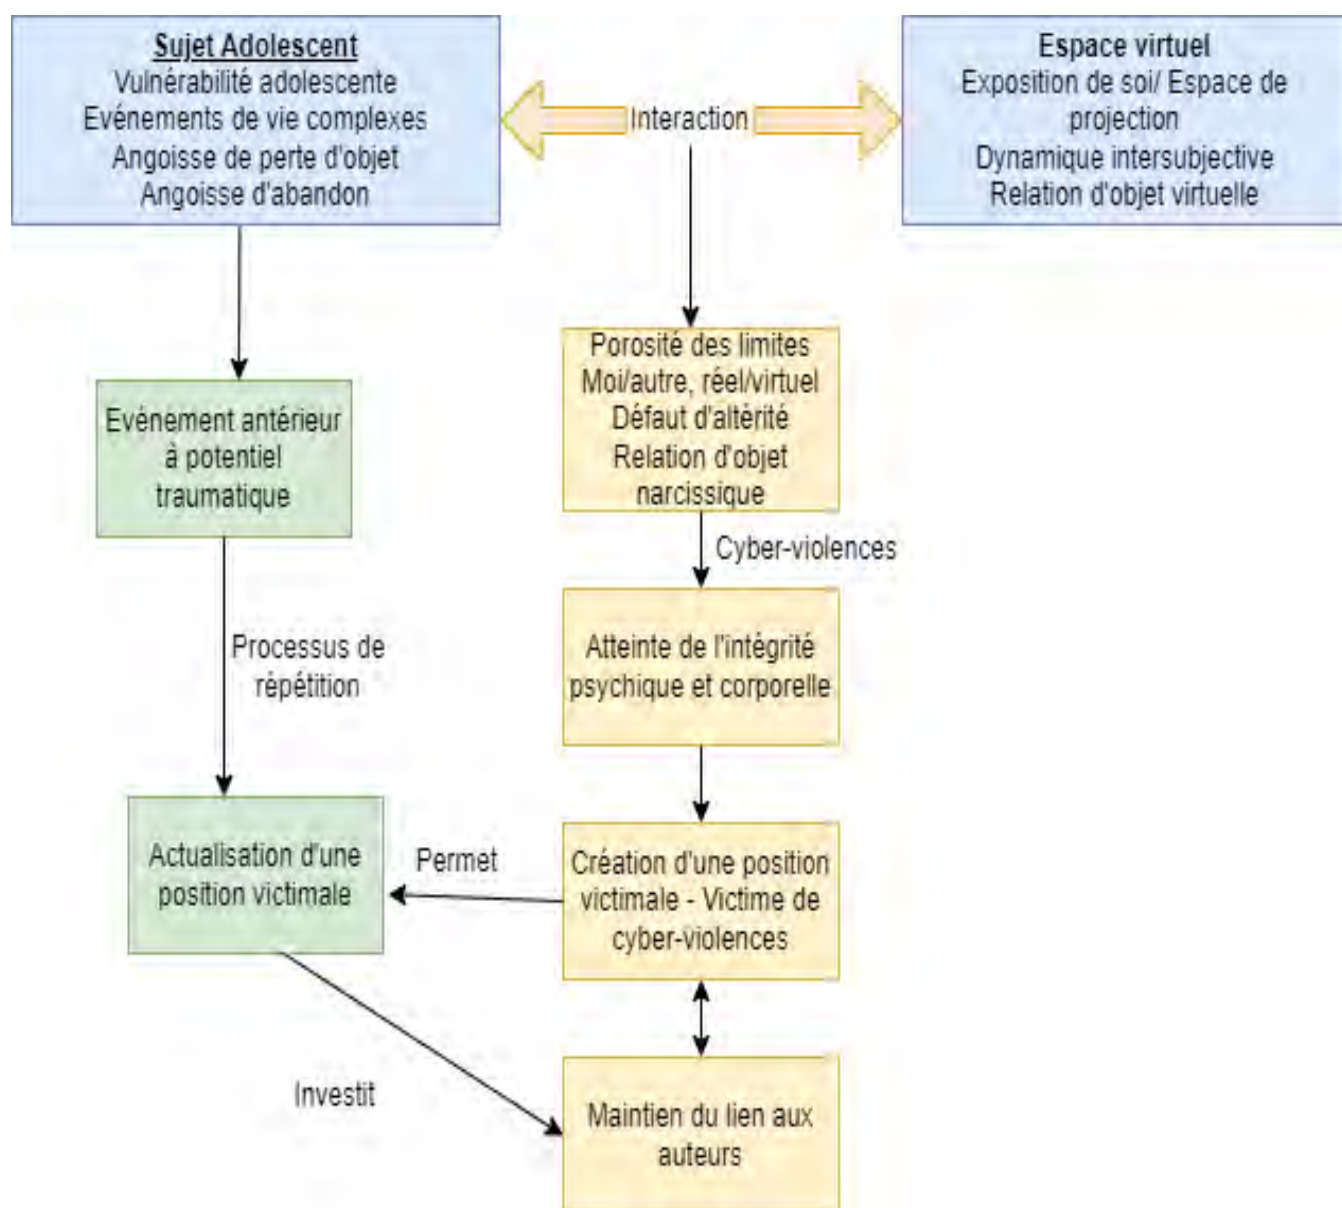 Sujet Adolescent
Vulnérabilité adolescente
Evénements de vie complexes
Angoisse de perte d'objet
Angoisse d'abandon
Interaction
Espace virtuel
Exposition de soi/ Espace de
projection
Dynamique intersubjective
Relation d'objet virtuelle
Evénement antérieur
à potentiel
traumatique
Porosité des limites
Moi/autre, réel/virtuel
Défaut d'altérité
Relation d'objet
narcissique
Cyber-violences
Processus de
répétition
Atteinte de l'intégrité
psychique et corporelle
Actualisation d'une
position victimale
Permet
Création d'une position
victimale - Victime de
cyber-violences
Investit
Maintien du lien aux
auteurs